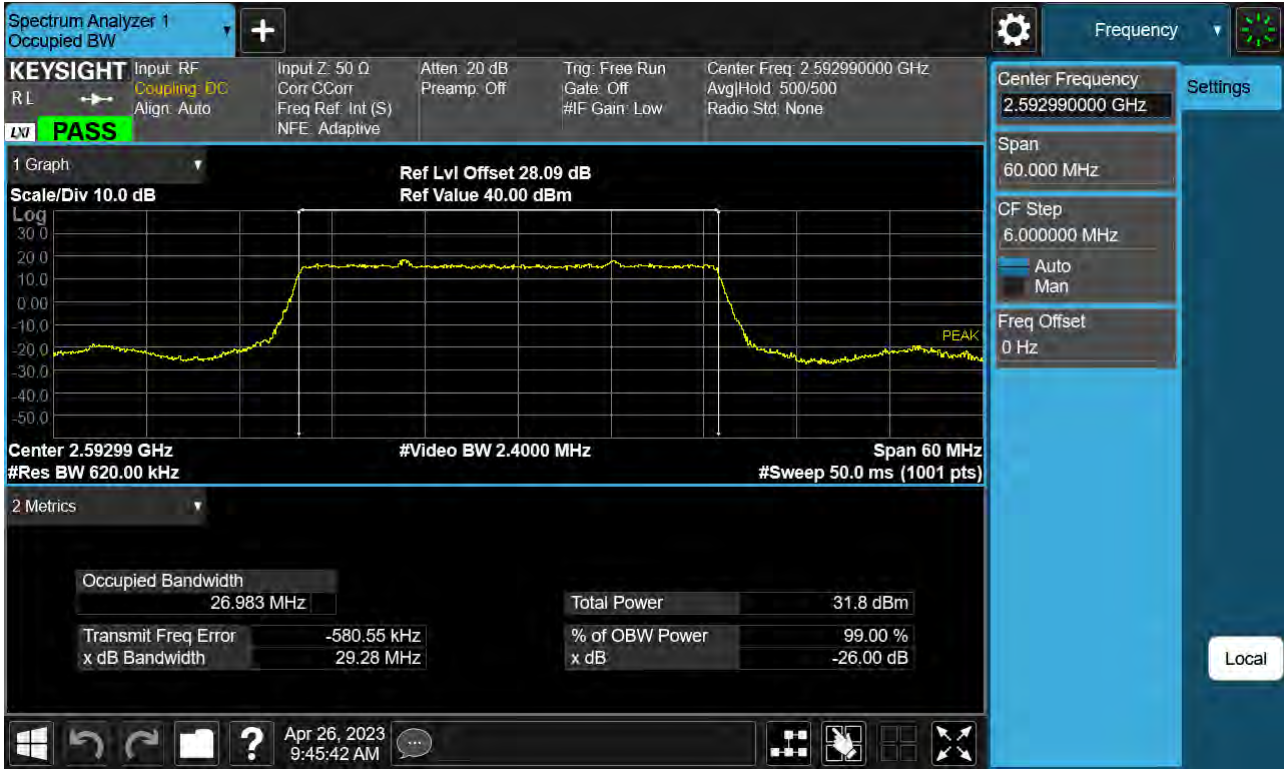 Spectrum Analyzer 1
Occupied BW
Frequency
KEYSIGHT
RL
LXI PASS
Input: RF
Coupling: DC
Align: Auto
Input Z: 50 Ω
Corr CCorr
Freq Ref: Int (S)
NFE: Adaptive
Atten: 20 dB
Preamp: Off
Trig: Free Run
Gate: Off
#IF Gain: Low
Center Freq: 2.592990000 GHz
Avg|Hold: 500/500
Radio Std: None
Center Frequency
2.592990000 GHz
Settings
Span
60.000 MHz
CF Step
6.000000 MHz
Auto
Man
Freq Offset
0 Hz
Local
1 Graph
Ref Lvl Offset 28.09 dB
Scale/Div 10.0 dB
Ref Value 40.00 dBm
Log
30.0
20.0
10.0
0.00
-10.0
PEAK
-20.0
-30.0
-40.0
-50.0
Center 2.59299 GHz
#Video BW 2.4000 MHz
Span 60 MHz
#Res BW 620.00 kHz
#Sweep 50.0 ms (1001 pts)
2 Metrics
Occupied Bandwidth
26.983 MHz
Total Power 31.8 dBm
Transmit Freq Error -580.55 kHz
% of OBW Power 99.00 %
x dB Bandwidth 29.28 MHz
x dB -26.00 dB
?
Apr 26, 2023
9:45:42 AM